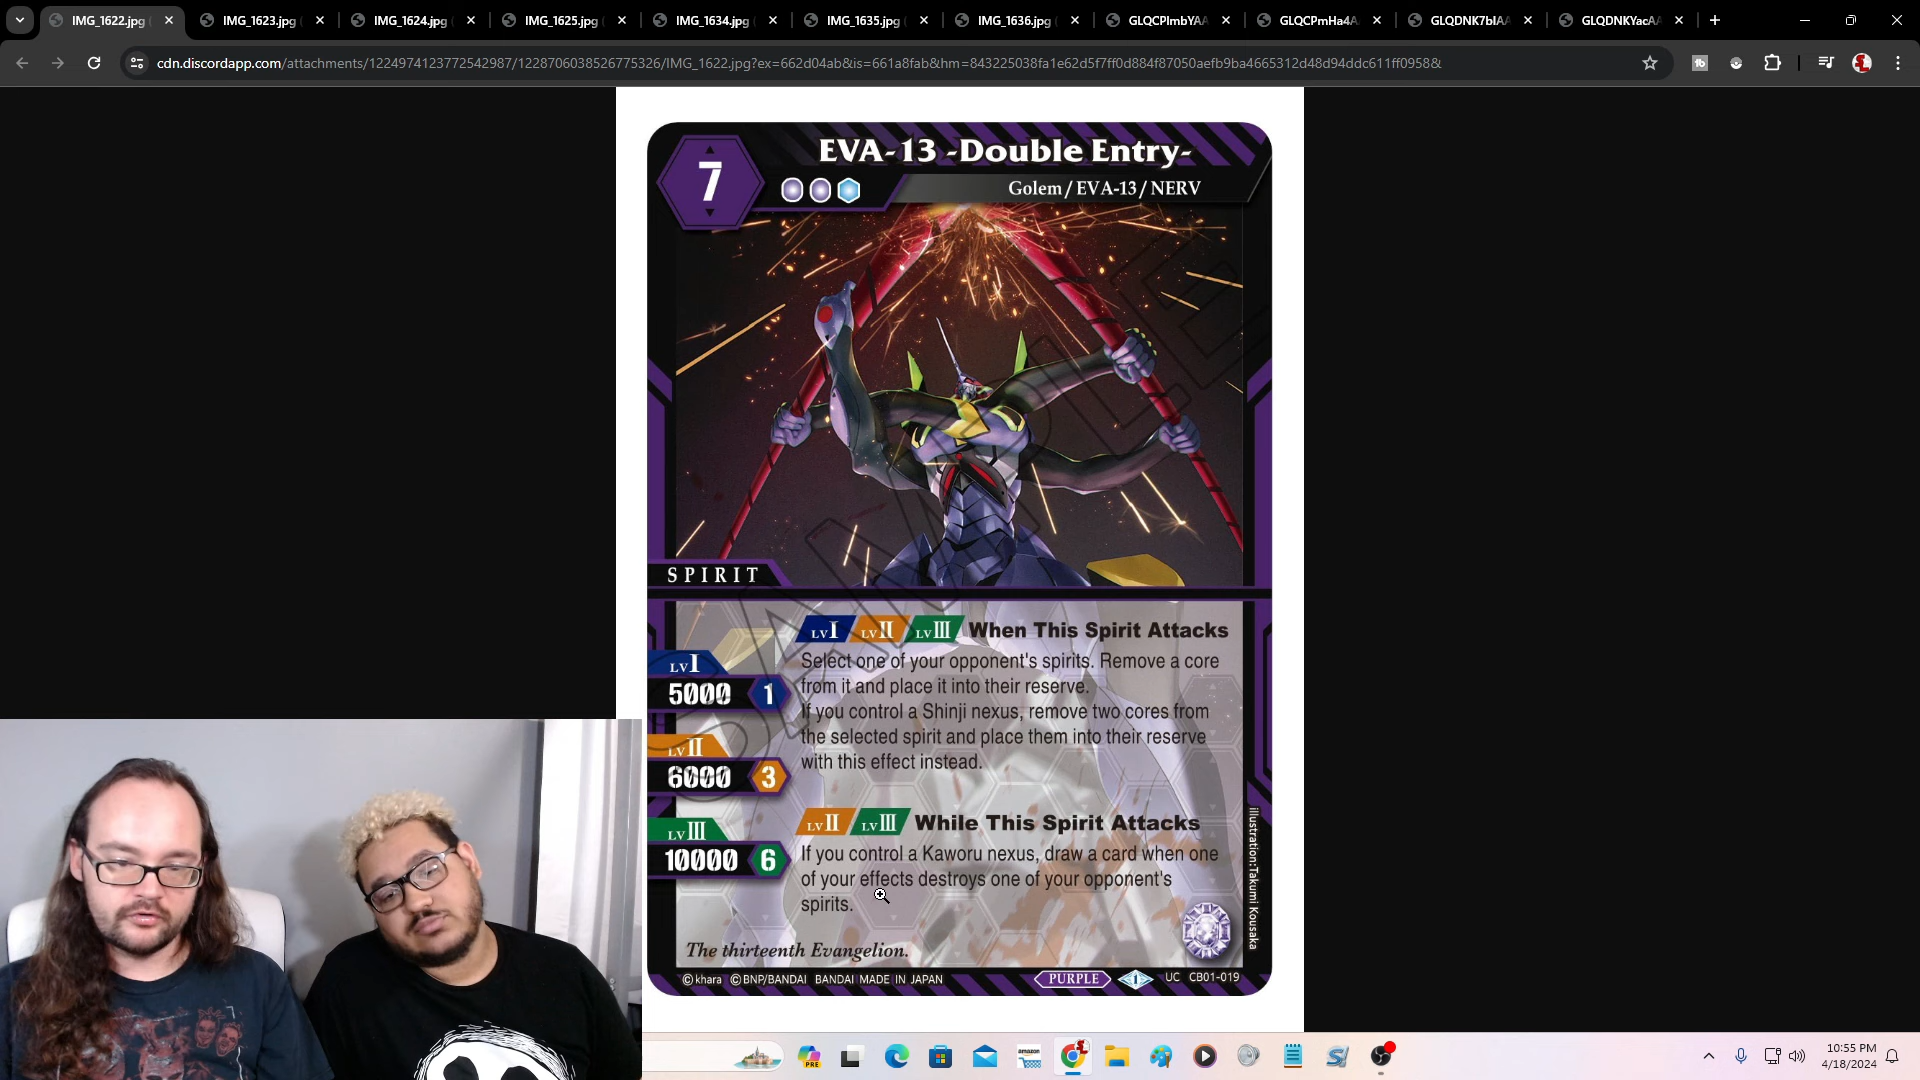 IMG_1622.jpg (
IMG_1623.jpg (
IMG_1624.jpg (
IMG_1625.jpg (
IMG_1634.jpg (
IMG_1635.jpg (
IMG_1636.jpg (
GLQCPlmbYAA
GLQCPmHa4A
GLQDNK7blAA
GLQDNKYacAA
cdn.discordapp.com/attachments/1224974123772542987/1228706038526775326/IMG_1622.jpg?ex=662d04ab&is=661a8fab&hm=843225038fa1e62d5f7ff0d884f87050aefb9ba4665312d48d94ddc611ff0958&
EVA-13 -Double Entry-
7
Golem / EVA-13 / NERV
SAMPLE
SPIRIT
LV I LV II LV III When This Spirit Attacks
Select one of your opponent's spirits. Remove a core
from it and place it into their reserve.
If you control a Shinji nexus, remove two cores from
the selected spirit and place them into their reserve
with this effect instead.
LV I
5000 1
LV II
6000 3
LV III
10000 6
LV II LV III While This Spirit Attacks
If you control a Kaworu nexus, draw a card when one
of your effects destroys one of your opponent's
spirits.
The thirteenth Evangelion.
illustration:Takumi Kousaka
©khara ©BNP/BANDAI BANDAI MADE IN JAPAN
PURPLE
1
UC CB01-019
PRE
amazon
10:55 PM
4/18/2024